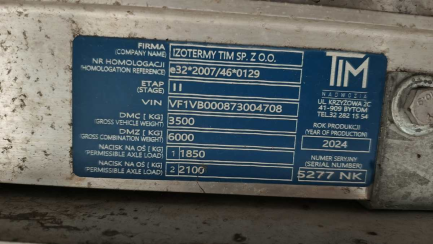 FIRMA
(COMPANY NAME)
IZOTERMY TIM SP. Z O.O.
NR HOMOLOGACJI
(HOMOLOGATION REFERENCE)
e32*2007/46*0129
ETAP
(STAGE)
II
VIN
VF1VB000873004708
DMC [KG]
(GROSS VEHICLE WEIGHT)
3500
DMZ [KG]
(GROSS COMBINATION WEIGHT)
6000
NACISK NA OŚ [KG]
(PERMISSIBLE AXLE LOAD)
1 1850
NACISK NA OŚ [KG]
(PERMISSIBLE AXLE LOAD)
2 2100
TIM
NADWOZIA
UL. KRZYŻOWA 2C
41-909 BYTOM
TEL.32 282 15 54
ROK PRODUKCJI
(YEAR OF PRODUCTION)
2024
NUMER SERYJNY
(SERIAL NUMBER)
5277 NK